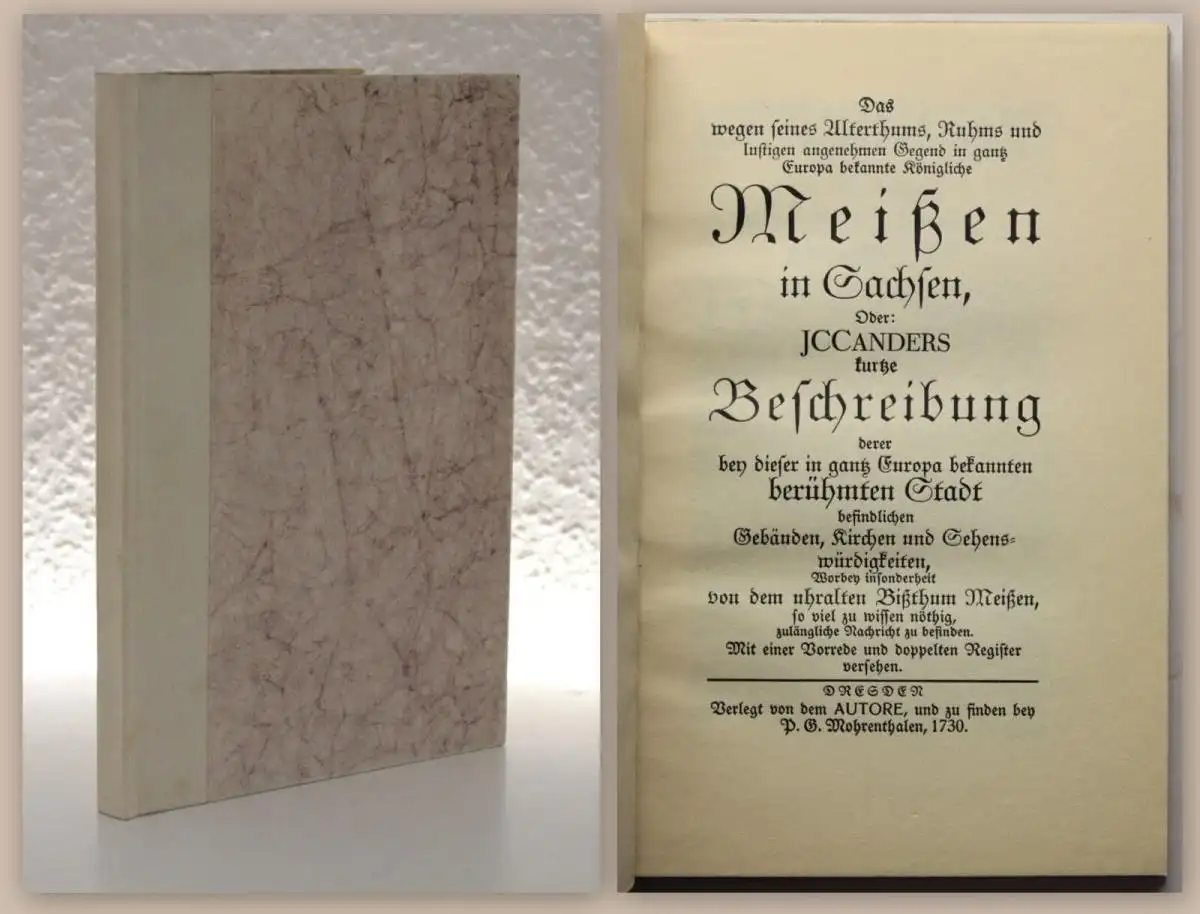 Das
wegen seines Alterthums, Ruhms und
lustigen angenehmen Gegend in gantz
Europa bekannte Königliche
Meißen
in Sachsen,
Oder:
JCCANDERS
kurtze
Beschreibung
derer
bey dieser in gantz Europa bekannten
berühmten Stadt
befindlichen
Gebäuden, Kirchen und Sehens-
würdigkeiten,
Worbey insonderheit
von dem uhralten Bißthum Meißen,
so viel zu wissen nöthig,
zulängliche Nachricht zu befinden.
Mit einer Vorrede und doppelten Register
versehen.
DRESDEN
Verlegt von dem AUTORE, und zu finden bey
P. G. Mohrenthalen, 1730.